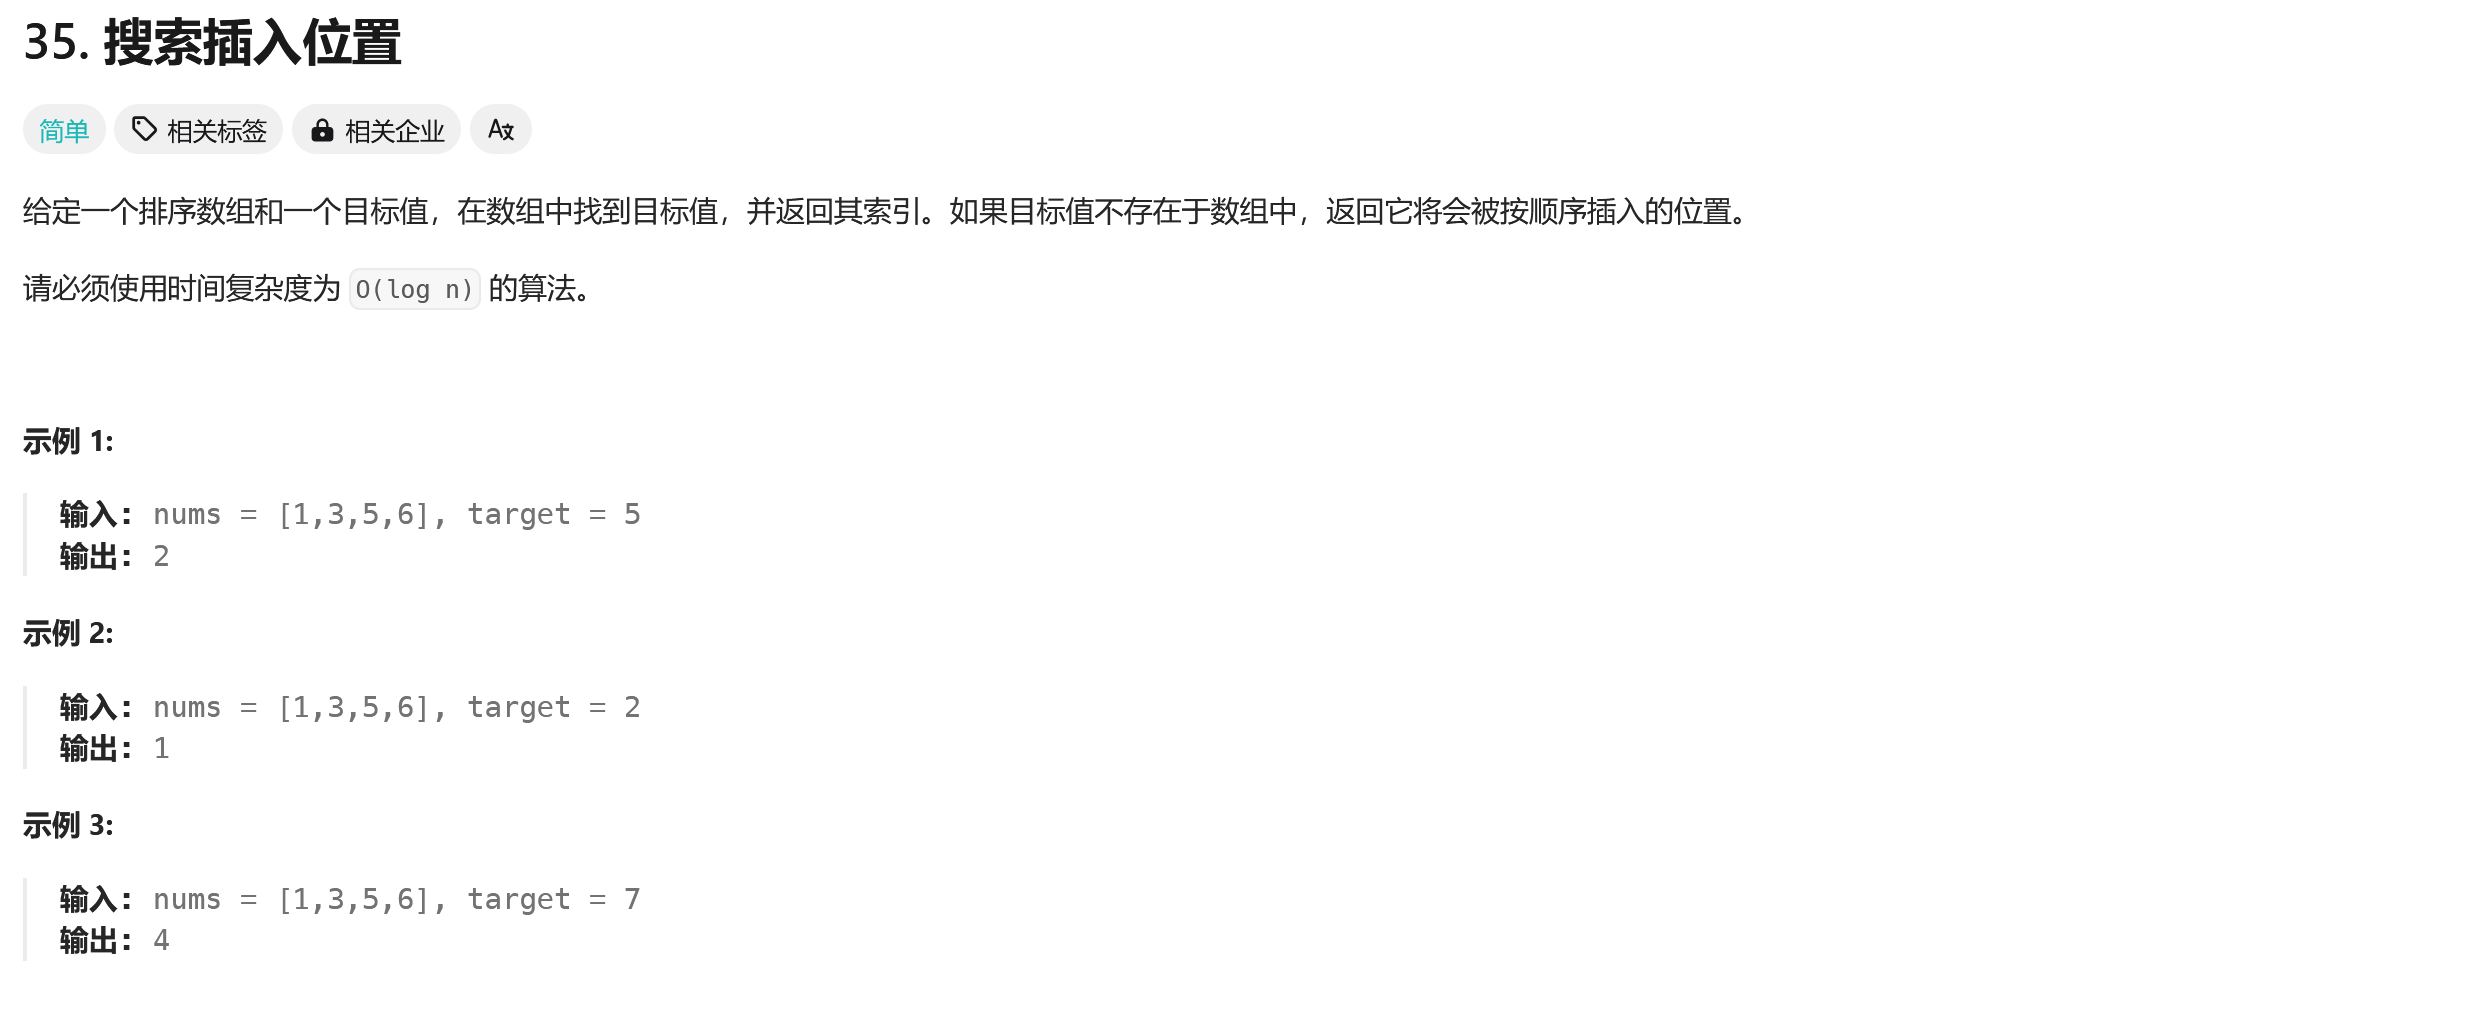 35. 搜索插入位置
简单 相关标签 相关企业 A文
给定一个排序数组和一个目标值，在数组中找到目标值，并返回其索引。如果目标值不存在于数组中，返回它将会被按顺序插入的位置。
请必须使用时间复杂度为 O(log n) 的算法。
示例 1:
输入: nums = [1,3,5,6], target = 5
输出: 2
示例 2:
输入: nums = [1,3,5,6], target = 2
输出: 1
示例 3:
输入: nums = [1,3,5,6], target = 7
输出: 4